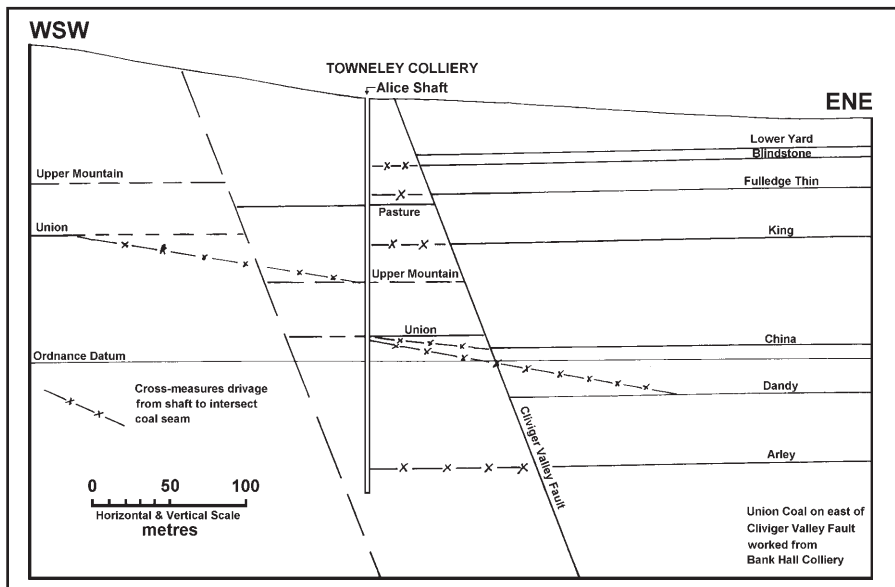 WSW
TOWNELEY COLLIERY
Alice Shaft
ENE
Lower Yard
Blindstone
Upper Mountain
Fulledge Thin
Pasture
Union
King
Upper Mountain
Union
China
Ordnance Datum
Dandy
Cross-measures drivage
from shaft to intersect
coal seam
Cliviger Valley Fault
Arley
0 50 100
Horizontal & Vertical Scale
metres
Union Coal on east of
Cliviger Valley Fault
worked from
Bank Hall Colliery